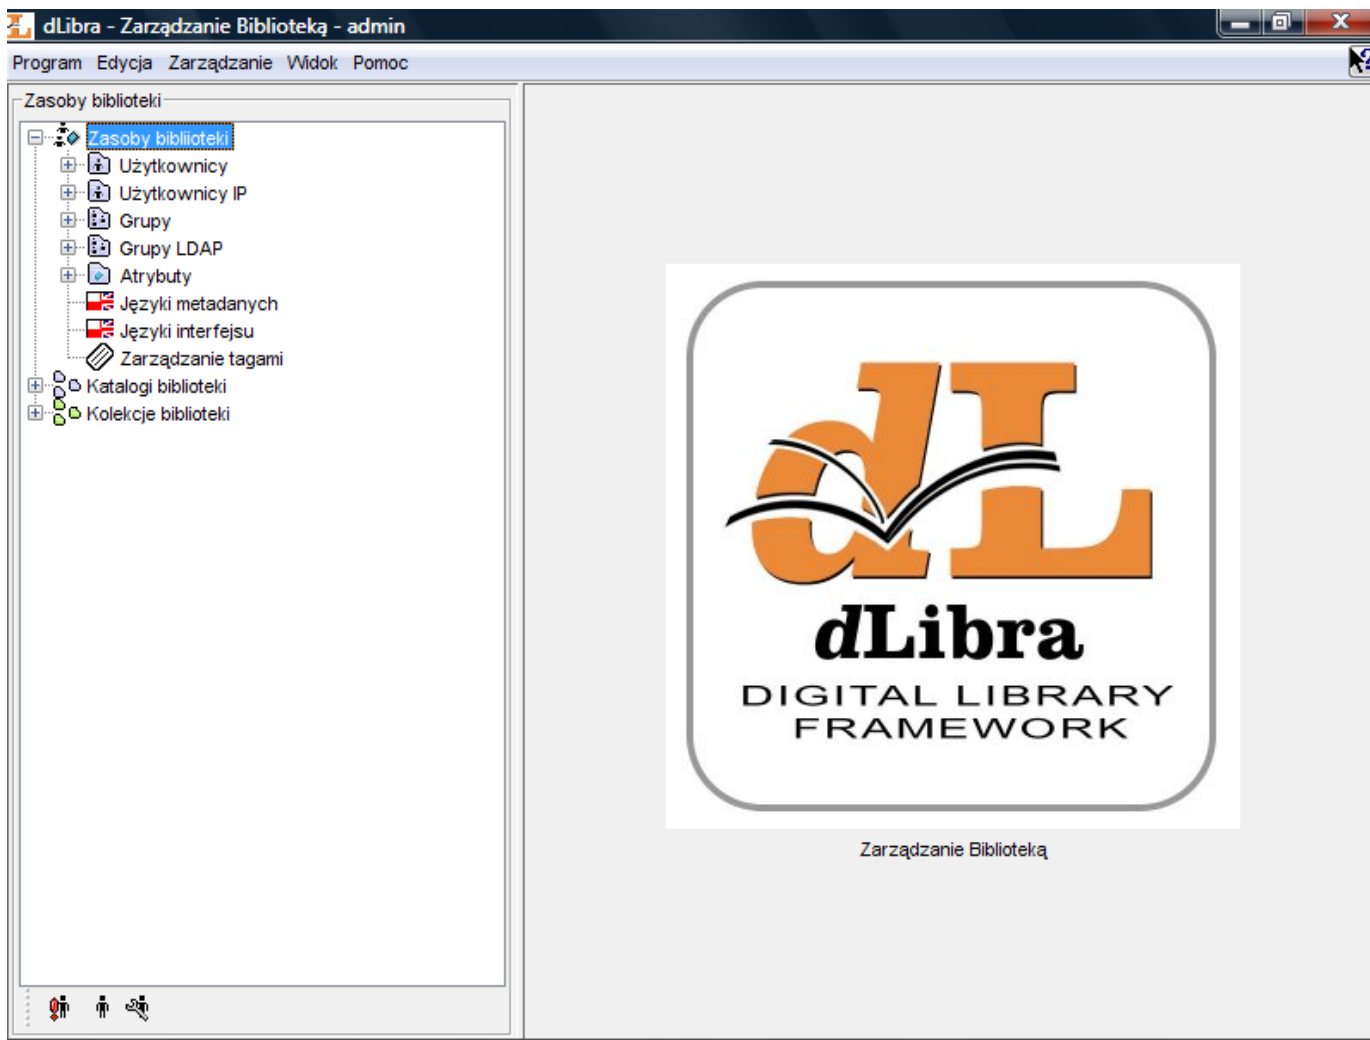 dLibra - Zarządzanie Biblioteką - admin
Program Edycja Zarządzanie Widok Pomoc
Zasoby biblioteki
Zasoby bibliioteki
Użytkownicy
Użytkownicy IP
Grupy
Grupy LDAP
Atrybuty
Języki metadanych
Języki interfejsu
Zarządzanie tagami
Katalogi biblioteki
Kolekcje biblioteki
dL
dLibra
DIGITAL LIBRARY
FRAMEWORK
Zarządzanie Biblioteką